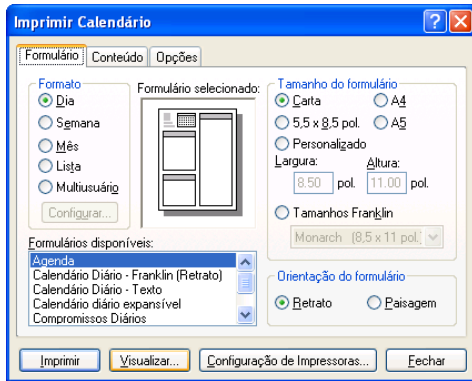 Imprimir Calendário
Formulário Conteúdo Opções
Formato
Dia
Semana
Mês
Lista
Multiusuário
Configurar...
Formulário selecionado:
Tamanho do formulário
Carta A4
5,5 x 8,5 pol. A5
Personalizado
Largura: Altura:
8.50 pol. 11.00 pol.
Tamanhos Franklin
Monarch (8,5 x 11 pol.
Formulários disponíveis:
Agenda
Calendário Diário - Franklin (Retrato)
Calendário Diário - Texto
Calendário diário expansível
Compromissos Diários
Orientação do formulário
Retrato Paisagem
Imprimir Visualizar... Configuração de Impressoras... Fechar